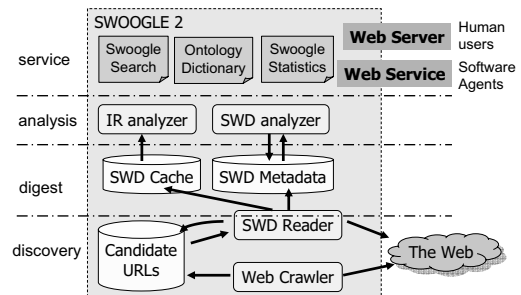 SWOOGLE 2
service
Swoogle
Search
Ontology
Dictionary
Swoogle
Statistics
Web Server
Human
users
Web Service
Software
Agents
analysis
IR analyzer
SWD analyzer
digest
SWD Cache
SWD Metadata
discovery
Candidate
URLs
SWD Reader
Web Crawler
The Web